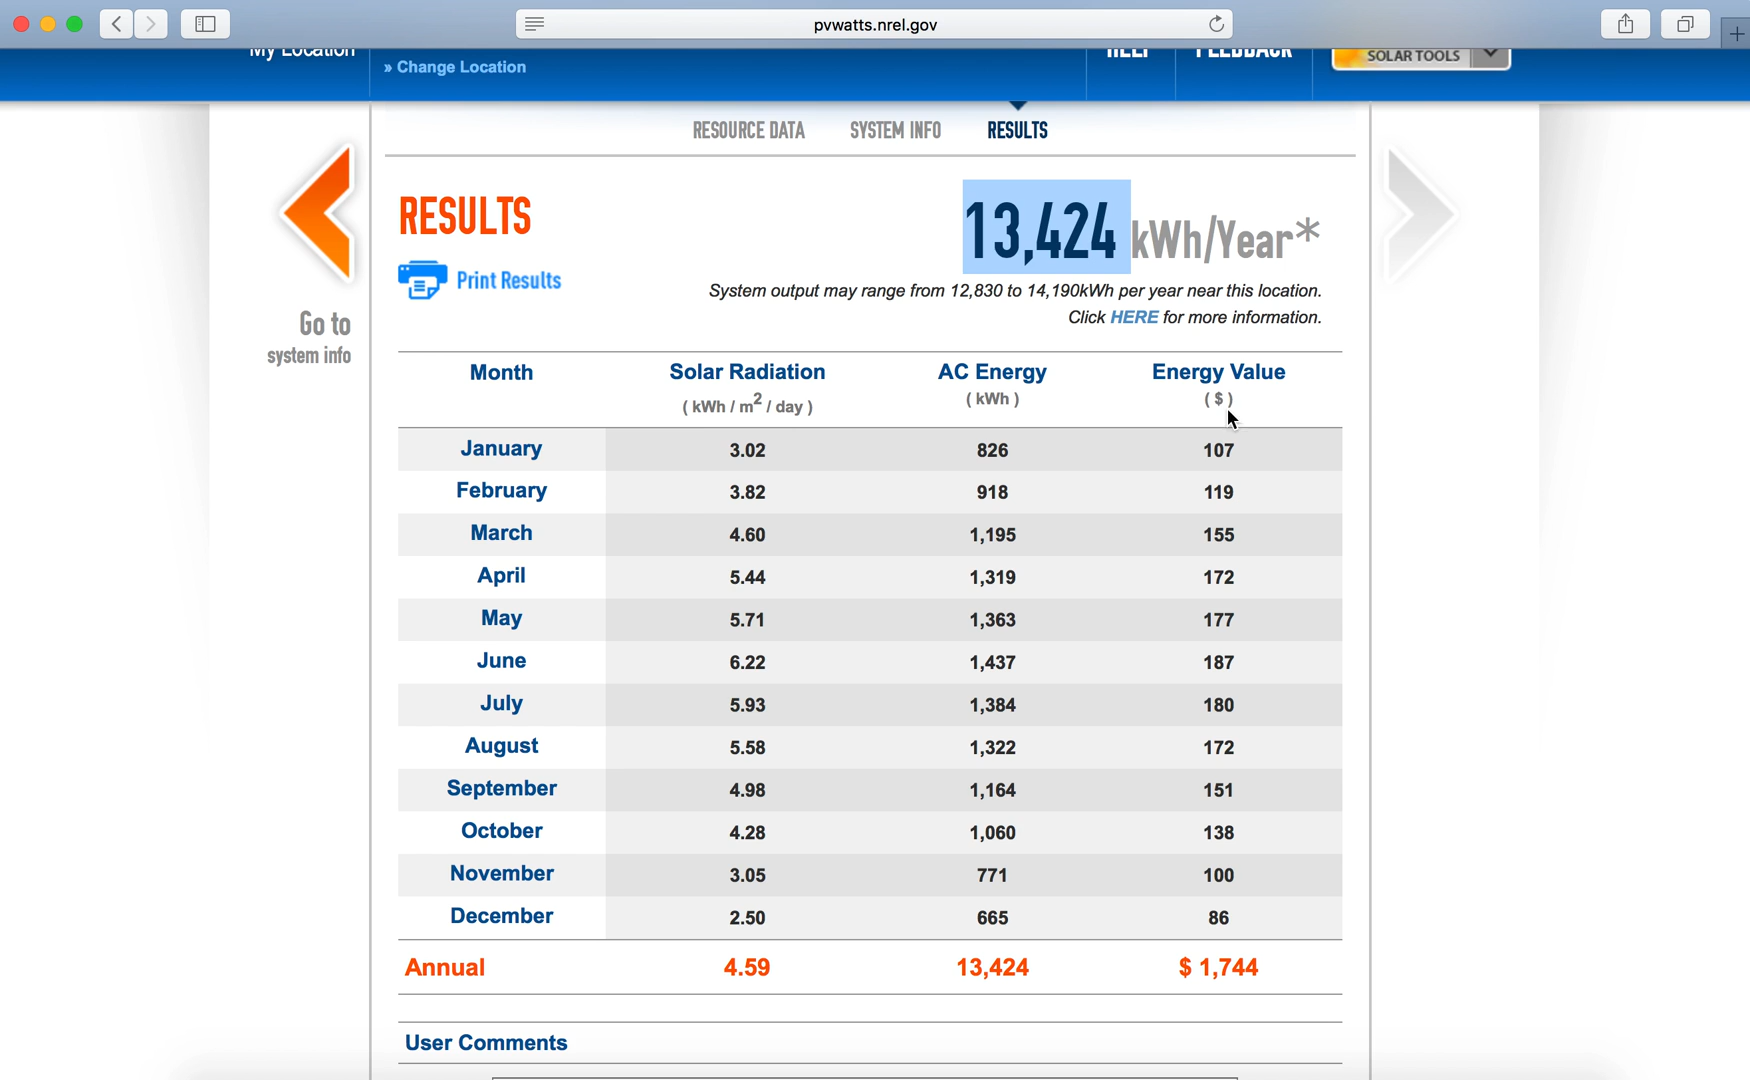 pvwatts.nrel.gov
My Location
» Change Location
HELP
FEEDBACK
SOLAR TOOLS
RESOURCE DATA
SYSTEM INFO
RESULTS
RESULTS
13,424 kWh/Year*
Print Results
System output may range from 12,830 to 14,190kWh per year near this location.
Click HERE for more information.
Go to
system info
Month Solar Radiation AC Energy Energy Value
( kWh / m2 / day ) ( kWh ) ( $ )
January 3.02 826 107
February 3.82 918 119
March 4.60 1,195 155
April 5.44 1,319 172
May 5.71 1,363 177
June 6.22 1,437 187
July 5.93 1,384 180
August 5.58 1,322 172
September 4.98 1,164 151
October 4.28 1,060 138
November 3.05 771 100
December 2.50 665 86
Annual 4.59 13,424 $ 1,744
User Comments